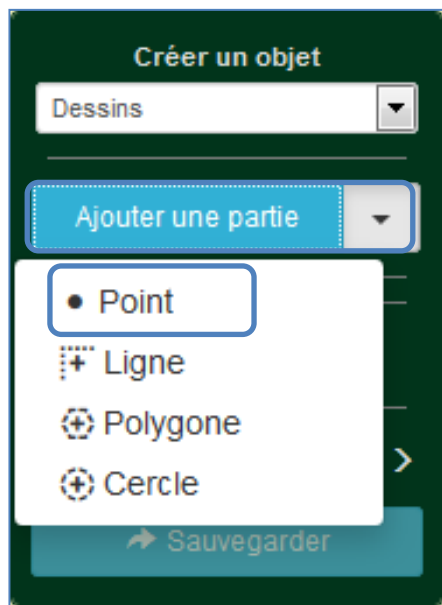 Créer un objet
Dessins
Ajouter une partie
Point
Ligne
Polygone
Cercle
Sauvegarder